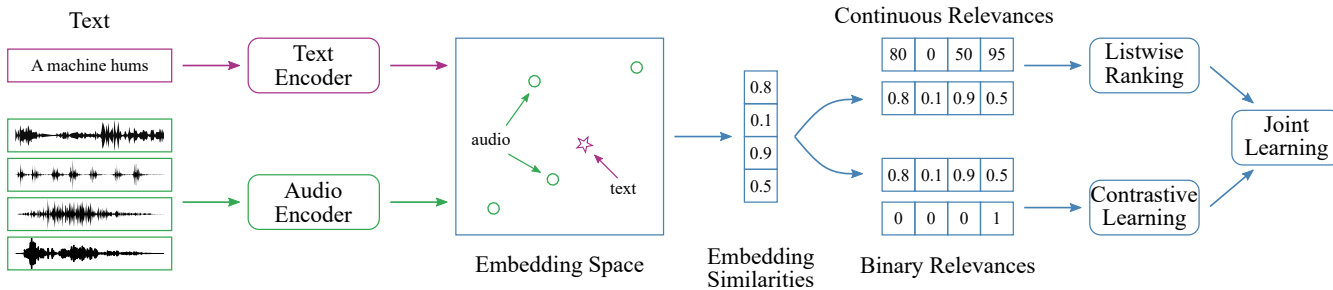 Text
A machine hums
Text
Encoder
Audio
Encoder
audio
text
Embedding Space
0.8
0.1
0.9
0.5
Embedding
Similarities
Continuous Relevances
80 0 50 95
0.8 0.1 0.9 0.5
0.8 0.1 0.9 0.5
0 0 0 1
Binary Relevances
Listwise
Ranking
Contrastive
Learning
Joint
Learning